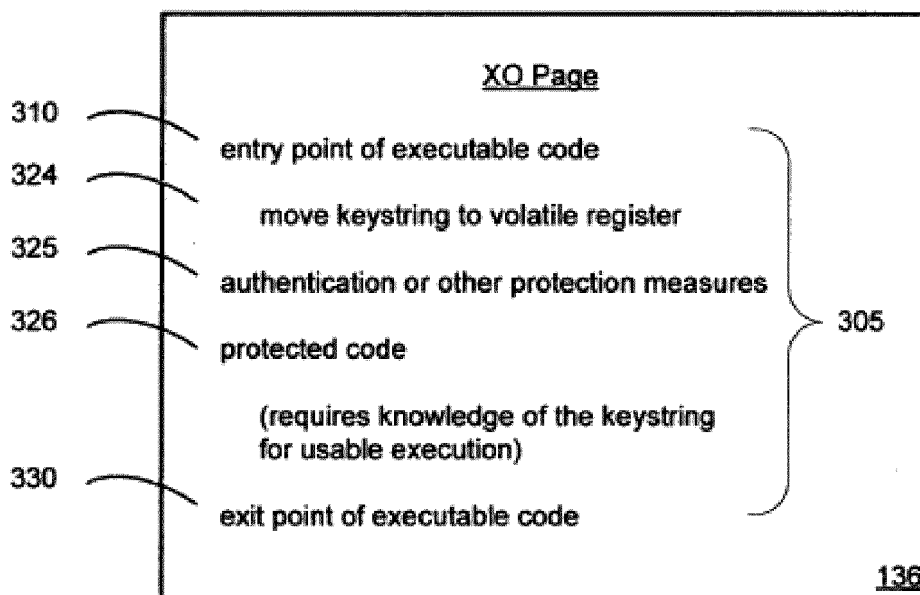 XO Page
310
entry point of executable code
324
move keystring to volatile register
325
authentication or other protection measures
326
305
protected code
(requires knowledge of the keystring
for usable execution)
330
exit point of executable code
136